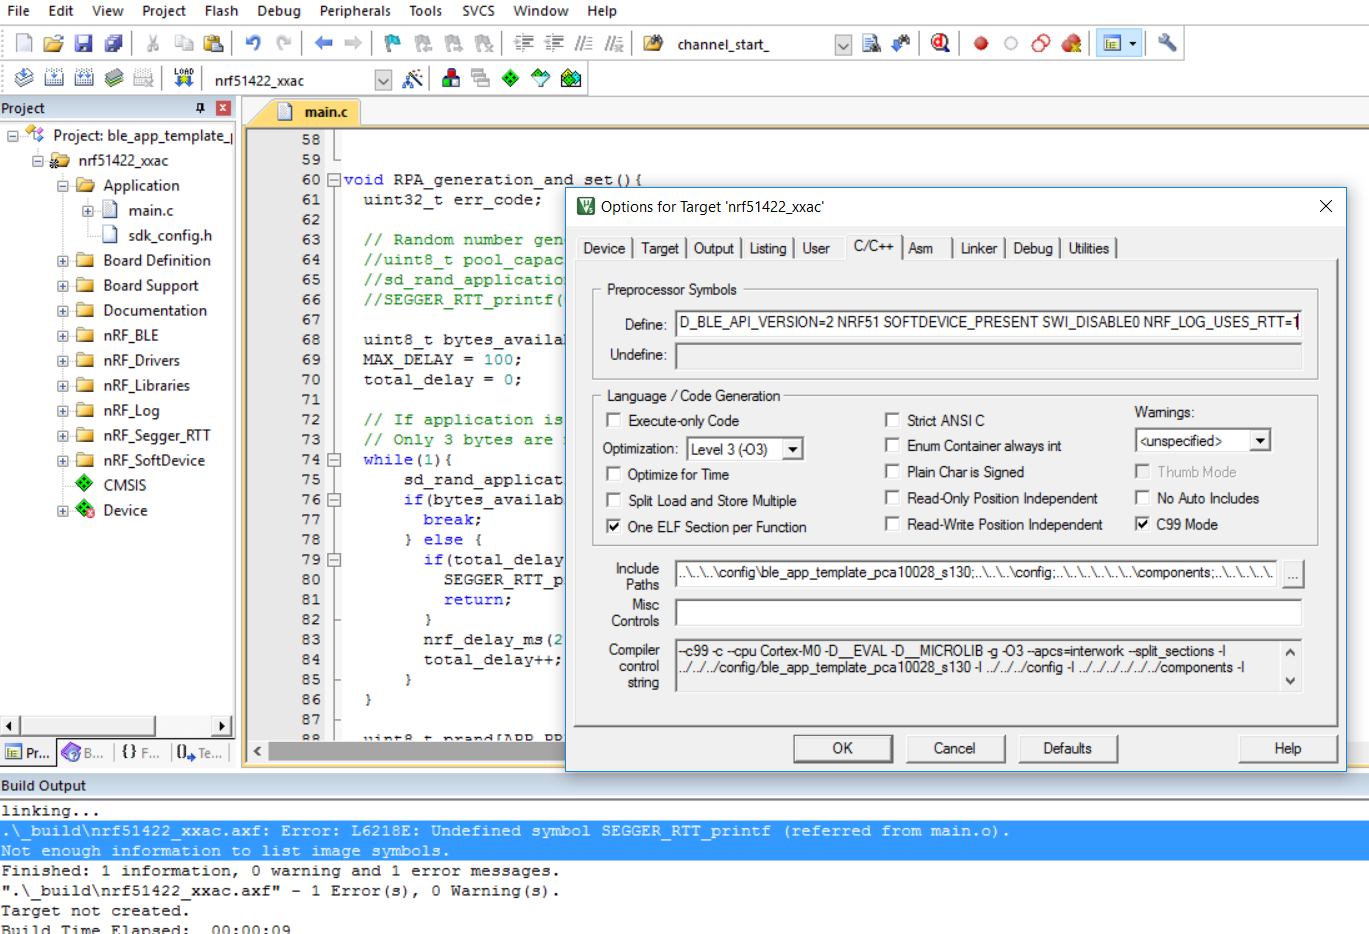 File Edit View Project Flash Debug Peripherals Tools SVCS Window Help
channel_start_
LOAD nrf51422_xxac
Project
Project: ble_app_template_p
nrf51422_xxac
Application
main.c
sdk_config.h
Board Definition
Board Support
Documentation
nRF_BLE
nRF_Drivers
nRF_Libraries
nRF_Log
nRF_Segger_RTT
nRF_SoftDevice
CMSIS
Device
Pr... B... {} F... Te...
main.c
58
59
60 void RPA_generation_and_set(){
61 uint32_t err_code;
62
63 // Random number gen
64 //uint8_t pool_capac
65 //sd_rand_application
66 //SEGGER_RTT_printf(
67
68 uint8_t bytes_availab
69 MAX_DELAY = 100;
70 total_delay = 0;
71
72 // If application is
73 // Only 3 bytes are
74 while(1){
75 sd_rand_applicat
76 if(bytes_availab
77 break;
78 } else {
79 if(total_delay
80 SEGGER_RTT_p
81 return;
82 }
83 nrf_delay_ms(2
84 total_delay++;
85 }
86 }
87
88 uint8_t prand[APP_PR
Options for Target 'nrf51422_xxac'
Device Target Output Listing User C/C++ Asm Linker Debug Utilities
Preprocessor Symbols
Define: D_BLE_API_VERSION=2 NRF51 SOFTDEVICE_PRESENT SWI_DISABLE0 NRF_LOG_USES_RTT=1
Undefine:
Language / Code Generation
Execute-only Code
Optimization: Level 3 (-O3)
Optimize for Time
Split Load and Store Multiple
One ELF Section per Function
Strict ANSI C
Enum Container always int
Plain Char is Signed
Read-Only Position Independent
Read-Write Position Independent
Warnings:
<unspecified>
Thumb Mode
No Auto Includes
C99 Mode
Include Paths ..\..\..\config\ble_app_template_pca10028_s130;..\..\..\config;..\..\..\..\..\..\components;..\..\..\..\. ...
Misc Controls
Compiler control string
--c99 -c --cpu Cortex-M0 -D__EVAL -D__MICROLIB -g -O3 --apcs=interwork --split_sections -I
../../../config/ble_app_template_pca10028_s130 -I ../../../config -I ../../../../../../components -I
OK Cancel Defaults Help
Build Output
linking...
.\_build\nrf51422_xxac.axf: Error: L6218E: Undefined symbol SEGGER_RTT_printf (referred from main.o).
Not enough information to list image symbols.
Finished: 1 information, 0 warning and 1 error messages.
".\_build\nrf51422_xxac.axf" - 1 Error(s), 0 Warning(s).
Target not created.
Build Time Elapsed: 00:00:09